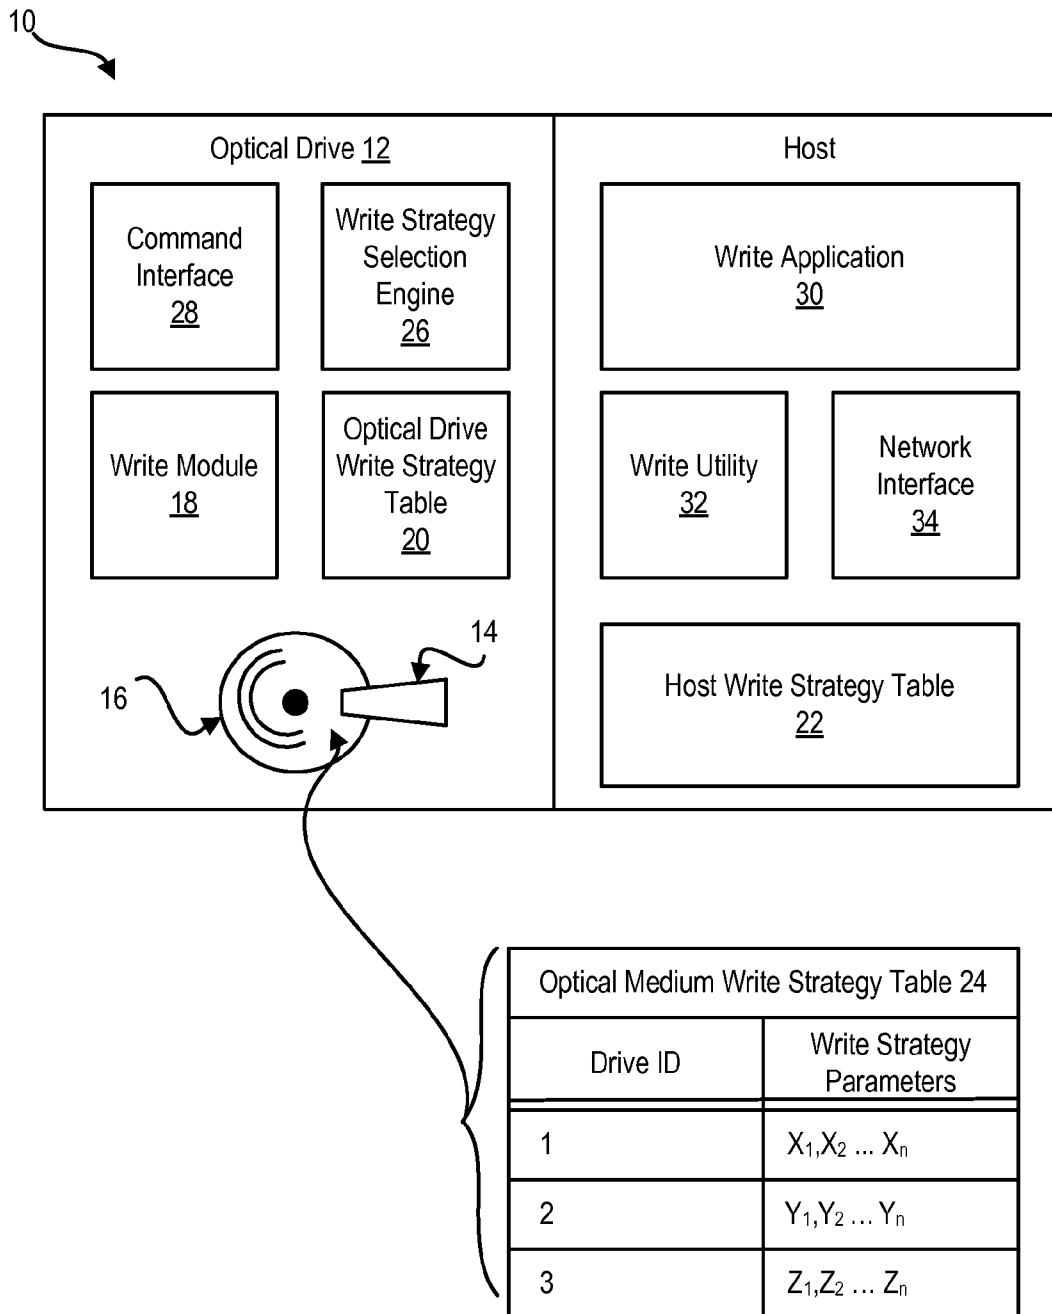 10
Optical Drive 12
Host
Command
Interface
28
Write Strategy
Selection
Engine
26
Write Application
30
Write Module
18
Optical Drive
Write Strategy
Table
20
Write Utility
32
Network
Interface
34
14
16
Host Write Strategy Table
22
Optical Medium Write Strategy Table 24
Drive ID
Write Strategy
Parameters
1
X₁,X₂ ... Xₙ
2
Y₁,Y₂ ... Yₙ
3
Z₁,Z₂ ... Zₙ